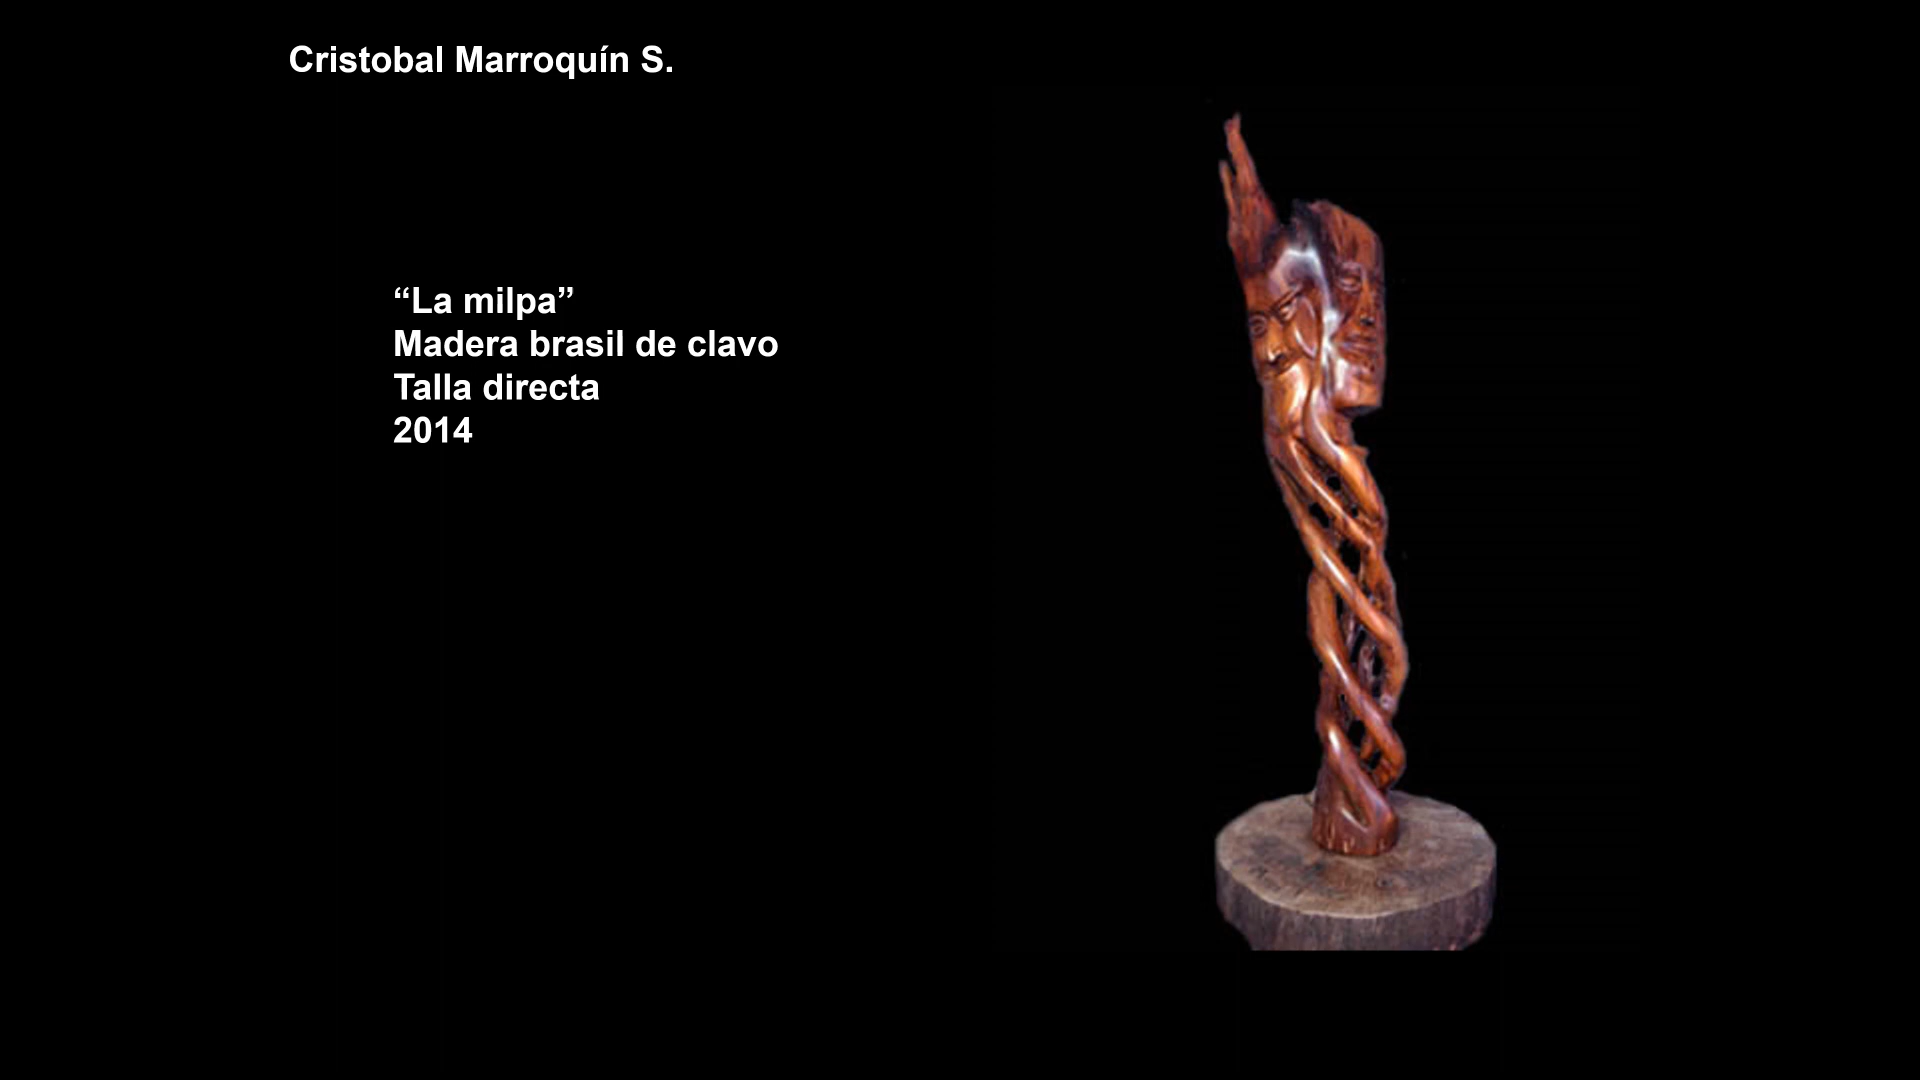 Cristobal Marroquín S.
“La milpa”
Madera brasil de clavo
Talla directa
2014